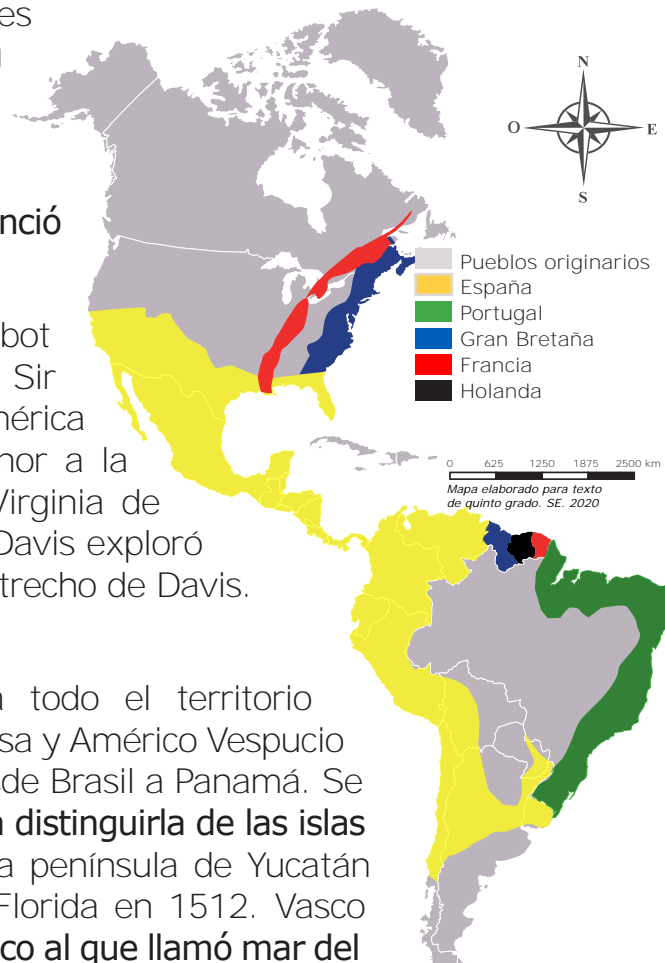 es
N
O
E
S
nció
Pueblos originarios
España
Portugal
Gran Bretaña
Francia
Holanda
bot
Sir
mérica
nor a la
Virginia de
Davis exploró
trecho de Davis.
0 625 1250 1875 2500 km
Mapa elaborado para texto
de quinto grado. SE. 2020
a todo el territorio
sa y Américo Vespucio
sde Brasil a Panamá. Se
a distinguirla de las islas
a península de Yucatán
Florida en 1512. Vasco
co al que llamó mar del